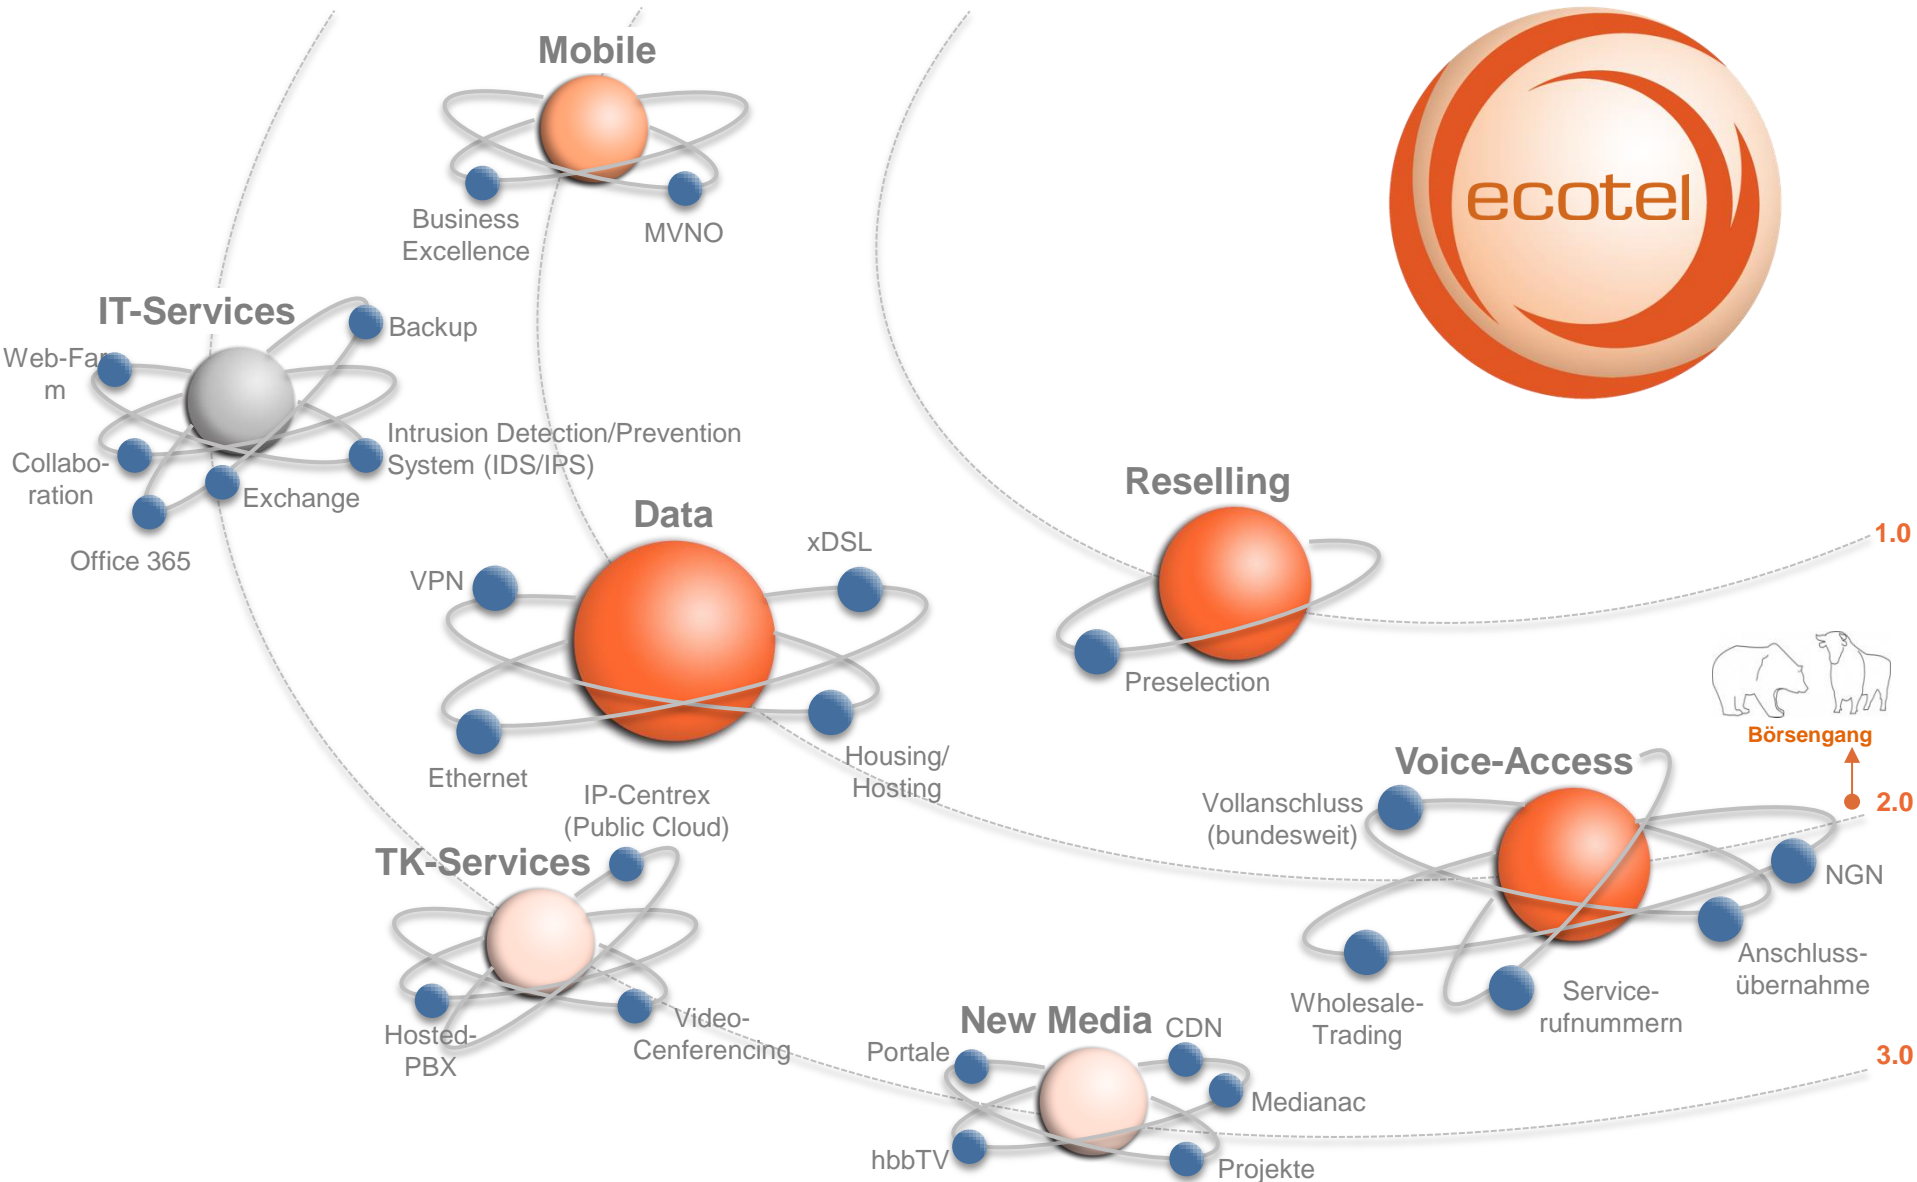 Mobile
Business
Excellence
MVNO
ecotel
IT-Services
Backup
Web-Far
m
Intrusion Detection/Prevention
System (IDS/IPS)
Collabo-
ration
Exchange
Office 365
Data
VPN
xDSL
Ethernet
Housing/
Hosting
Reselling
Preselection
1.0
Börsengang
2.0
Voice-Access
Vollanschluss
(bundesweit)
NGN
Anschluss-
übernahme
Service-
rufnummern
Wholesale-
Trading
IP-Centrex
(Public Cloud)
TK-Services
Hosted-
PBX
Video-
Cenferencing
New Media
CDN
Portale
Medianac
hbbTV
Projekte
3.0